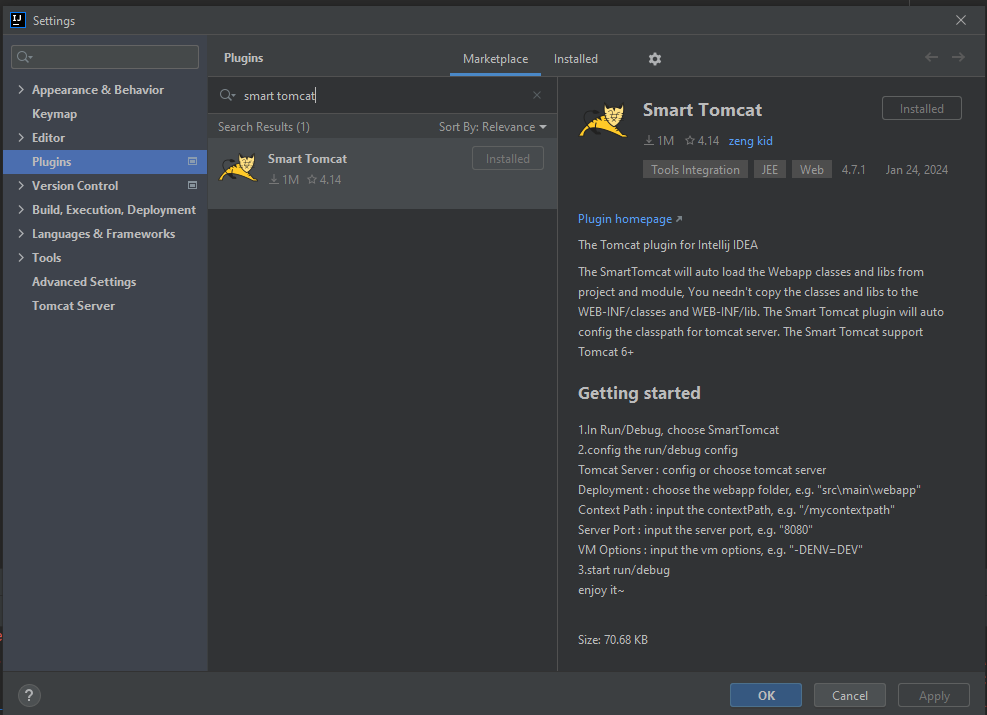 Settings
Appearance & Behavior
Keymap
Editor
Plugins
Version Control
Build, Execution, Deployment
Languages & Frameworks
Tools
Advanced Settings
Tomcat Server
Plugins
Marketplace
Installed
smart tomcat
Search Results (1)
Sort By: Relevance
Smart Tomcat
1M
4.14
Installed
Smart Tomcat
Installed
1M
4.14
zeng kid
Tools Integration
JEE
Web
4.7.1
Jan 24, 2024
Plugin homepage
The Tomcat plugin for Intellij IDEA
The SmartTomcat will auto load the Webapp classes and libs from
project and module, You needn't copy the classes and libs to the
WEB-INF/classes and WEB-INF/lib. The Smart Tomcat plugin will auto
config the classpath for tomcat server. The Smart Tomcat support
Tomcat 6+
Getting started
1.In Run/Debug, choose SmartTomcat
2.config the run/debug config
Tomcat Server : config or choose tomcat server
Deployment : choose the webapp folder, e.g. "src\main\webapp"
Context Path : input the contextPath, e.g. "/mycontextpath"
Server Port : input the server port, e.g. "8080"
VM Options : input the vm options, e.g. "-DENV=DEV"
3.start run/debug
enjoy it~
Size: 70.68 KB
?
OK
Cancel
Apply